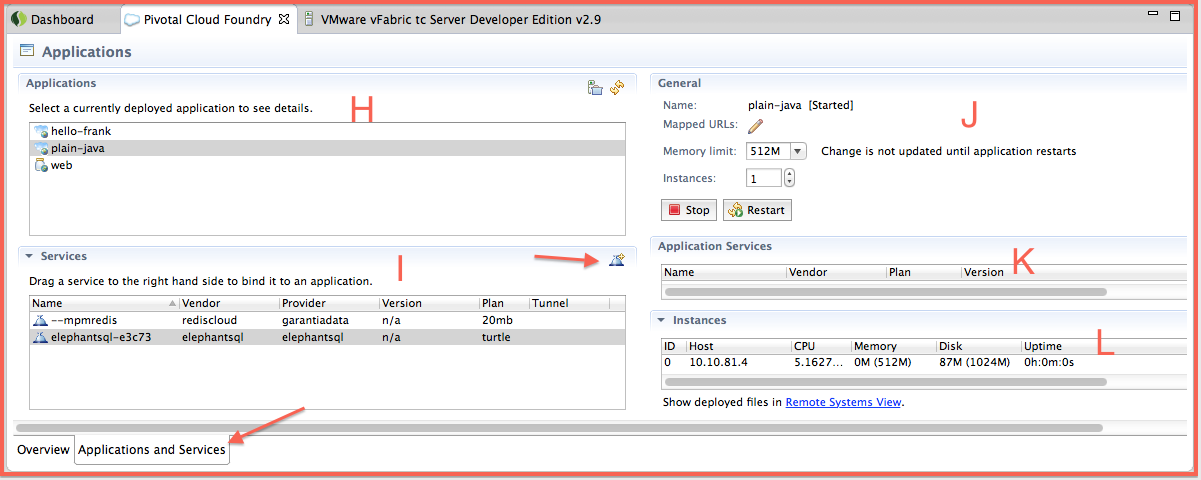 Dashboard
Pivotal Cloud Foundry
VMware vFabric tc Server Developer Edition v2.9
Applications
Applications
Select a currently deployed application to see details.
H
hello-frank
plain-java
web
Services
I
Drag a service to the right hand side to bind it to an application.
Name Vendor Provider Version Plan Tunnel
--mpmredis rediscloud garantiadata n/a 20mb
elephantsql-e3c73 elephantsql elephantsql n/a turtle
General
J
Name: plain-java [Started]
Mapped URLs:
Memory limit: 512M Change is not updated until application restarts
Instances: 1
Stop Restart
Application Services
K
Name Vendor Plan Version
Instances
L
ID Host CPU Memory Disk Uptime
0 10.10.81.4 5.1627... 0M (512M) 87M (1024M) 0h:0m:0s
Show deployed files in Remote Systems View.
Overview Applications and Services